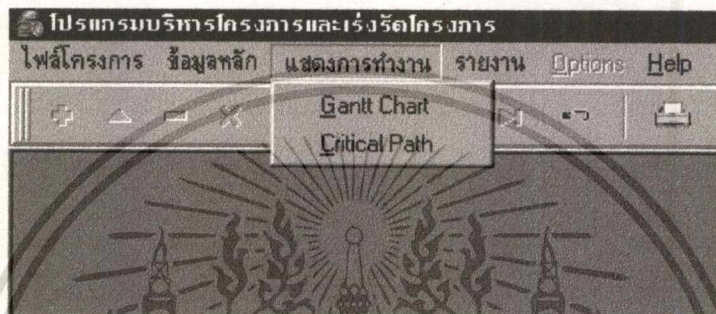 โปรแกรมบริหารโครงการและเร่งรัดโครงการ
ไฟล์โครงการ ข้อมูลหลัก แสดงการทำงาน รายงาน Options Help
Gantt Chart
Critical Path